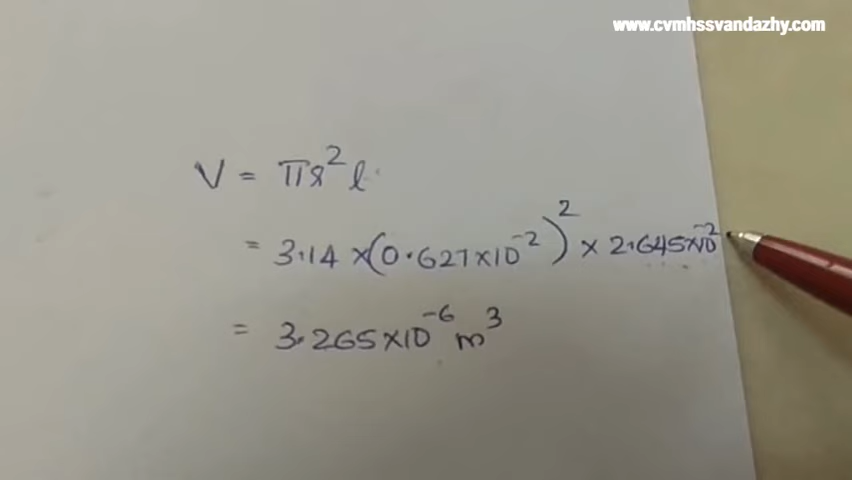 www.cvmhssvandazhy.com
V = πr² l
= 3.14 ×(0.627×10⁻²)² × 2.645×10⁻²
= 3.265×10⁻⁶ m³